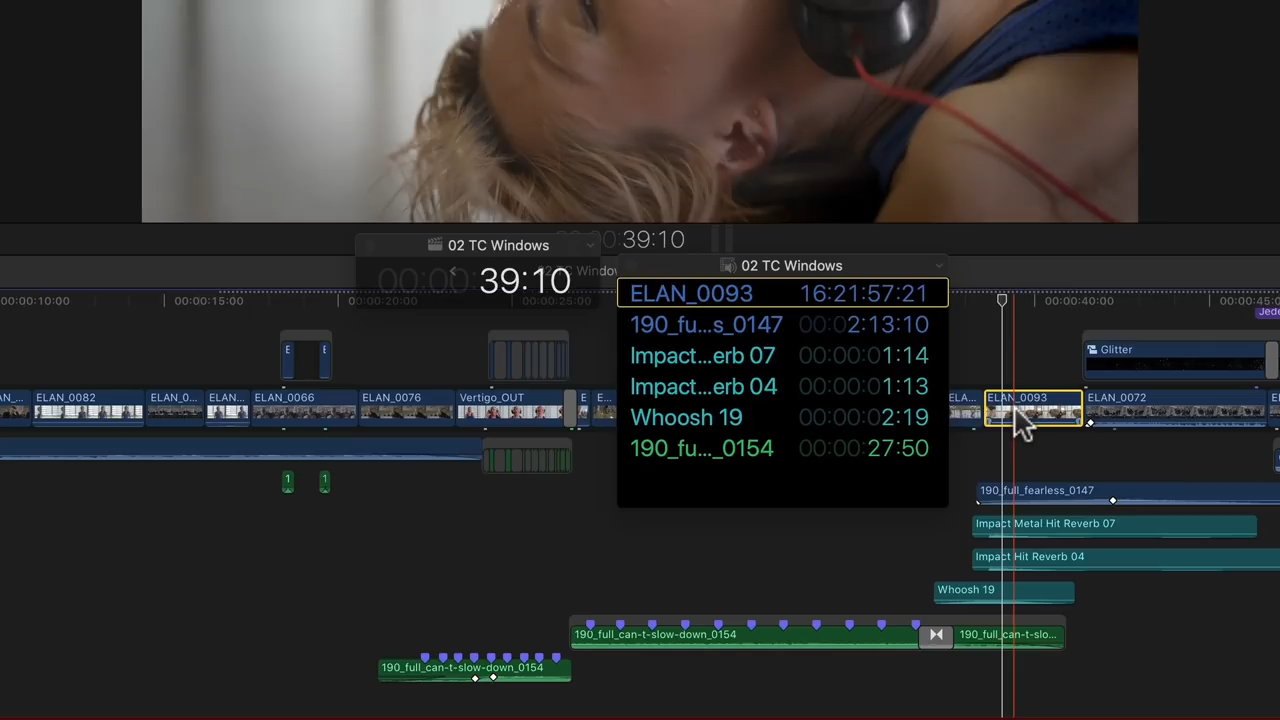 00:00:39:10
02 TC Windows
00:00:39:10
02 TC Windows
ELAN_0093 16:21:57:21
190_fu...s_0147 00:02:13:10
Impact...erb 07 00:00:01:14
Impact...erb 04 00:00:01:13
Whoosh 19 00:00:02:19
190_fu..._0154 00:00:27:50
00:00:10:00 00:00:15:00 00:00:20:00 00:00:25:00 00:00:40:00 00:00:45:0
Jede
E E
Glitter
AN_... ELAN_0082 ELAN_0... ELAN... ELAN_0066 ELAN_0076 Vertigo_OUT E E... ELA... ELAN_0093 ELAN_0072
1 1
190_full_fearless_0147
Impact Metal Hit Reverb 07
Impact Hit Reverb 04
Whoosh 19
190_full_can-t-slow-down_0154 190_full_can-t-slo...
190_full_can-t-slow-down_0154